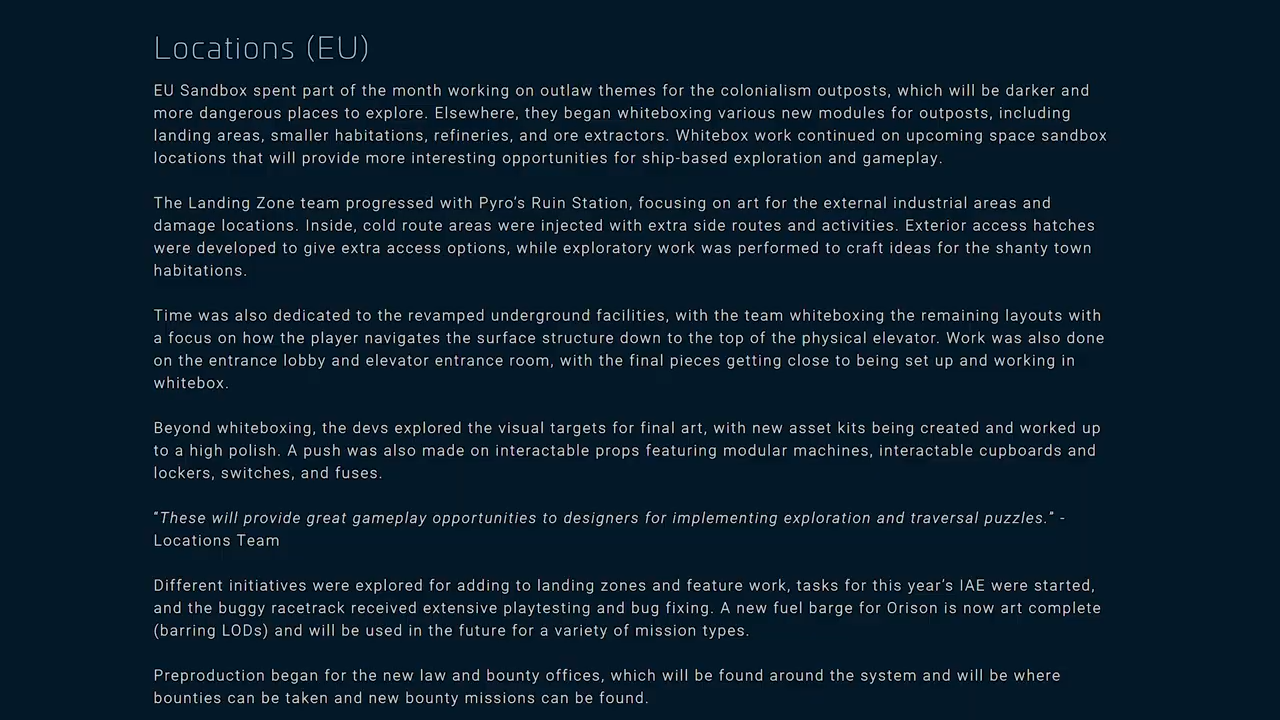 Locations (EU)
EU Sandbox spent part of the month working on outlaw themes for the colonialism outposts, which will be darker and
more dangerous places to explore. Elsewhere, they began whiteboxing various new modules for outposts, including
landing areas, smaller habitations, refineries, and ore extractors. Whitebox work continued on upcoming space sandbox
locations that will provide more interesting opportunities for ship-based exploration and gameplay.
The Landing Zone team progressed with Pyro’s Ruin Station, focusing on art for the external industrial areas and
damage locations. Inside, cold route areas were injected with extra side routes and activities. Exterior access hatches
were developed to give extra access options, while exploratory work was performed to craft ideas for the shanty town
habitations.
Time was also dedicated to the revamped underground facilities, with the team whiteboxing the remaining layouts with
a focus on how the player navigates the surface structure down to the top of the physical elevator. Work was also done
on the entrance lobby and elevator entrance room, with the final pieces getting close to being set up and working in
whitebox.
Beyond whiteboxing, the devs explored the visual targets for final art, with new asset kits being created and worked up
to a high polish. A push was also made on interactable props featuring modular machines, interactable cupboards and
lockers, switches, and fuses.
“These will provide great gameplay opportunities to designers for implementing exploration and traversal puzzles.” -
Locations Team
Different initiatives were explored for adding to landing zones and feature work, tasks for this year’s IAE were started,
and the buggy racetrack received extensive playtesting and bug fixing. A new fuel barge for Orison is now art complete
(barring LODs) and will be used in the future for a variety of mission types.
Preproduction began for the new law and bounty offices, which will be found around the system and will be where
bounties can be taken and new bounty missions can be found.